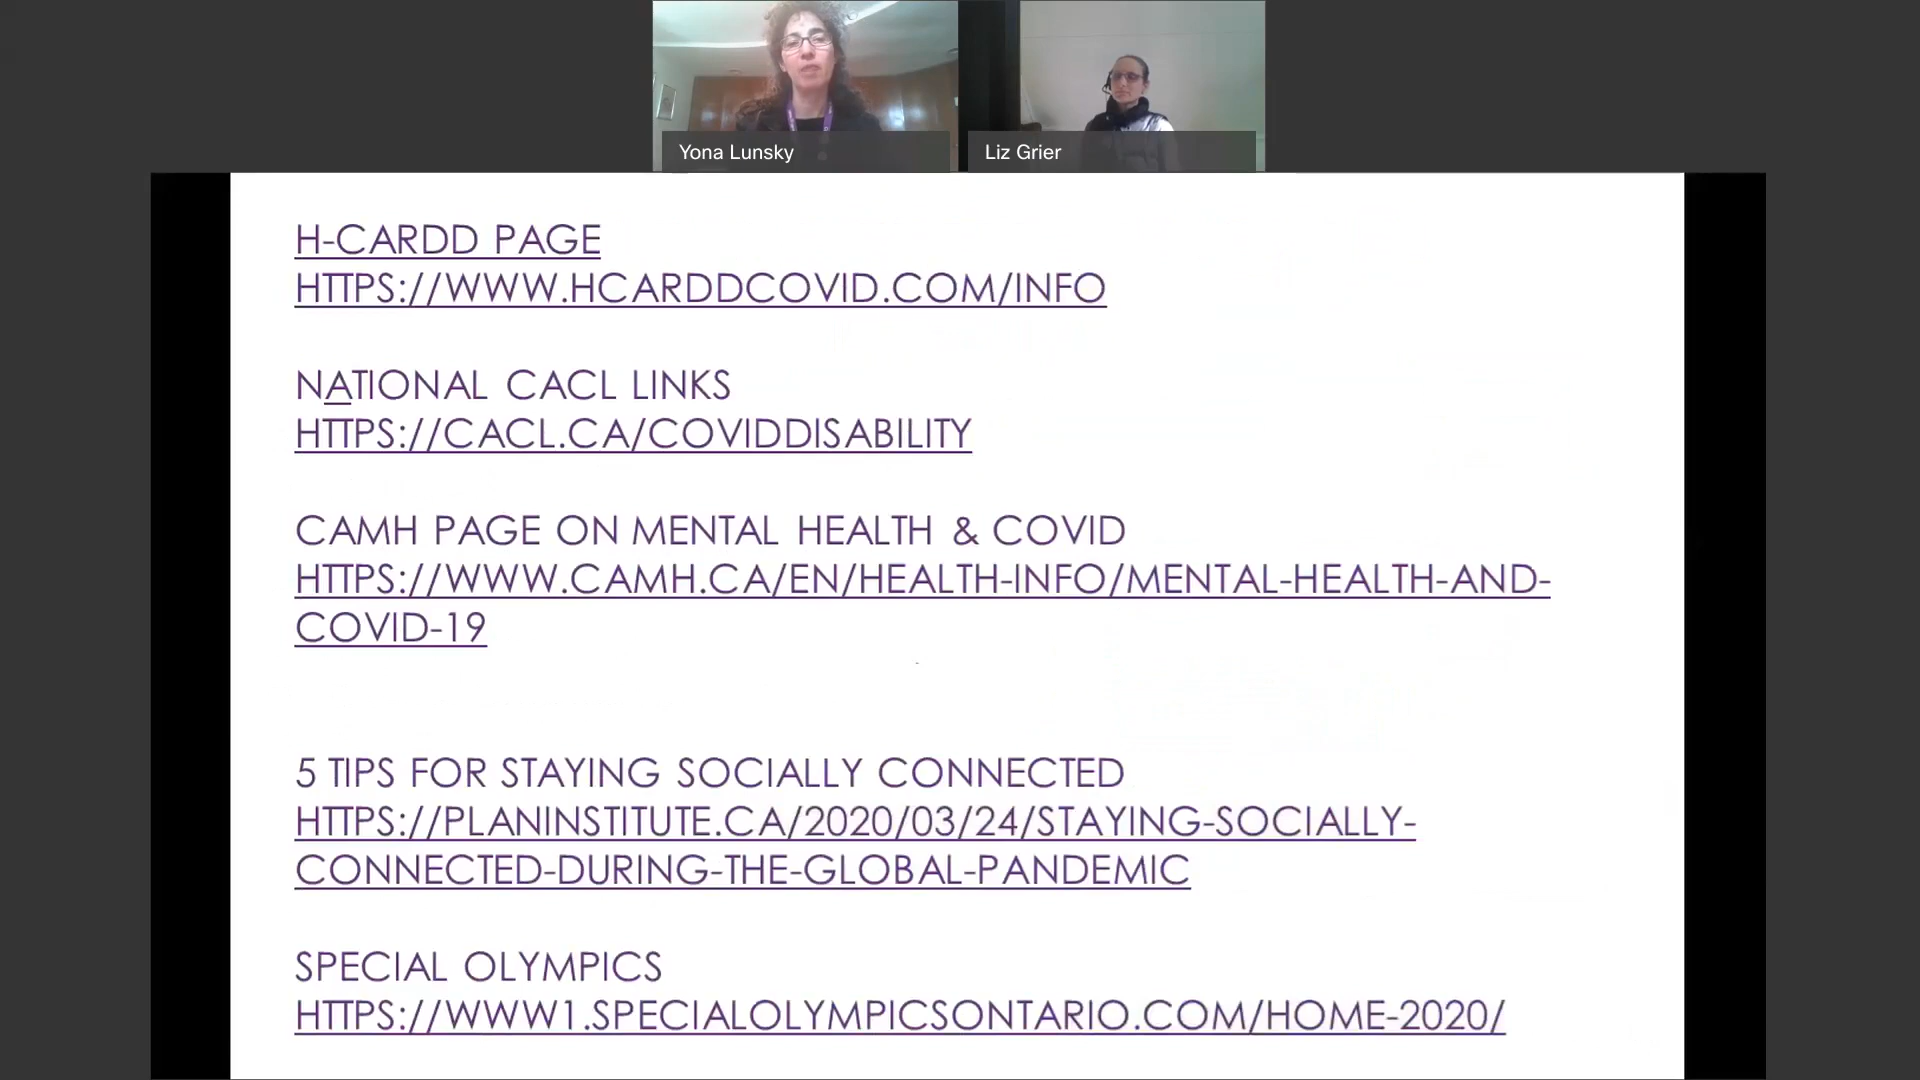 Yona Lunsky
Liz Grier
H-CARDD PAGE
HTTPS://WWW.HCARDDCOVID.COM/INFO
NATIONAL CACL LINKS
HTTPS://CACL.CA/COVIDDISABILITY
CAMH PAGE ON MENTAL HEALTH & COVID
HTTPS://WWW.CAMH.CA/EN/HEALTH-INFO/MENTAL-HEALTH-AND-
COVID-19
5 TIPS FOR STAYING SOCIALLY CONNECTED
HTTPS://PLANINSTITUTE.CA/2020/03/24/STAYING-SOCIALLY-
CONNECTED-DURING-THE-GLOBAL-PANDEMIC
SPECIAL OLYMPICS
HTTPS://WWW1.SPECIALOLYMPICSONTARIO.COM/HOME-2020/